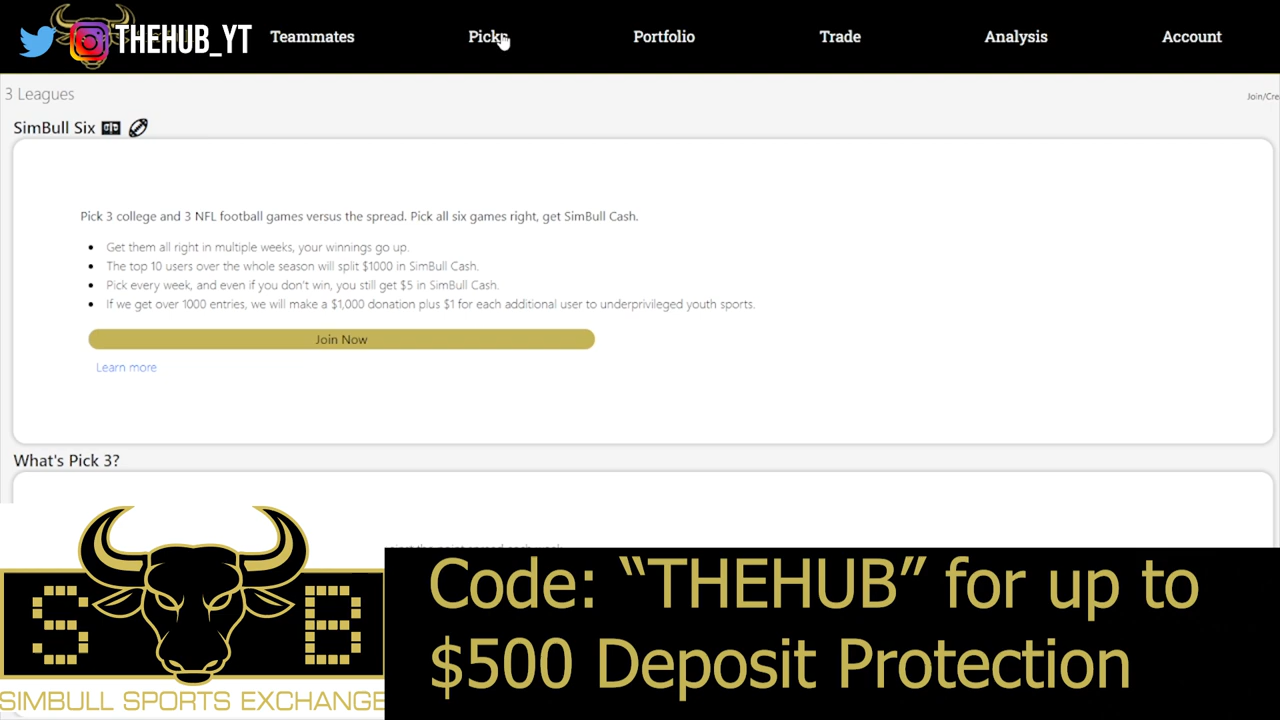 THEHUB_YT
Teammates Picks Portfolio Trade Analysis Account
3 Leagues
Join/Cre
SimBull Six
Pick 3 college and 3 NFL football games versus the spread. Pick all six games right, get SimBull Cash.
Get them all right in multiple weeks, your winnings go up.
The top 10 users over the whole season will split $1000 in SimBull Cash.
Pick every week, and even if you don't win, you still get $5 in SimBull Cash.
If we get over 1000 entries, we will make a $1,000 donation plus $1 for each additional user to underprivileged youth sports.
Join Now
Learn more
What's Pick 3?
S B
SIMBULL SPORTS EXCHANGE
Code: “THEHUB” for up to
$500 Deposit Protection